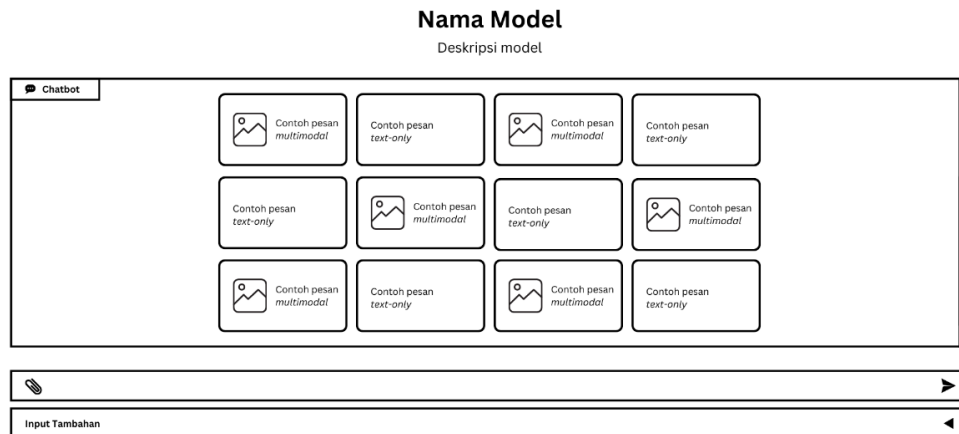 Nama Model
Deskripsi model
Chatbot
Contoh pesan
multimodal
Contoh pesan
text-only
Contoh pesan
multimodal
Contoh pesan
text-only
Contoh pesan
text-only
Contoh pesan
multimodal
Contoh pesan
text-only
Contoh pesan
multimodal
Contoh pesan
multimodal
Contoh pesan
text-only
Contoh pesan
multimodal
Contoh pesan
text-only
Input Tambahan